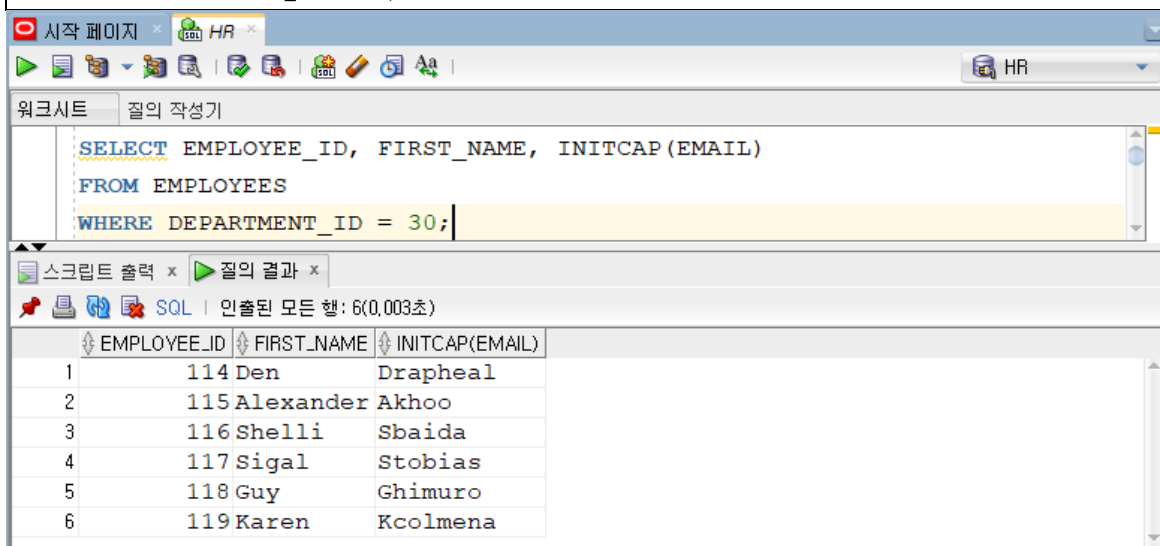 시작 페이지 HR
HR
워크시트 질의 작성기
SELECT EMPLOYEE_ID, FIRST_NAME, INITCAP(EMAIL)
FROM EMPLOYEES
WHERE DEPARTMENT_ID = 30;
스크립트 출력 x 질의 결과 x
SQL | 인출된 모든 행: 6(0,003초)
EMPLOYEE_ID FIRST_NAME INITCAP(EMAIL)
1 114 Den Drapheal
2 115 Alexander Akhoo
3 116 Shelli Sbaida
4 117 Sigal Stobias
5 118 Guy Ghimuro
6 119 Karen Kcolmena